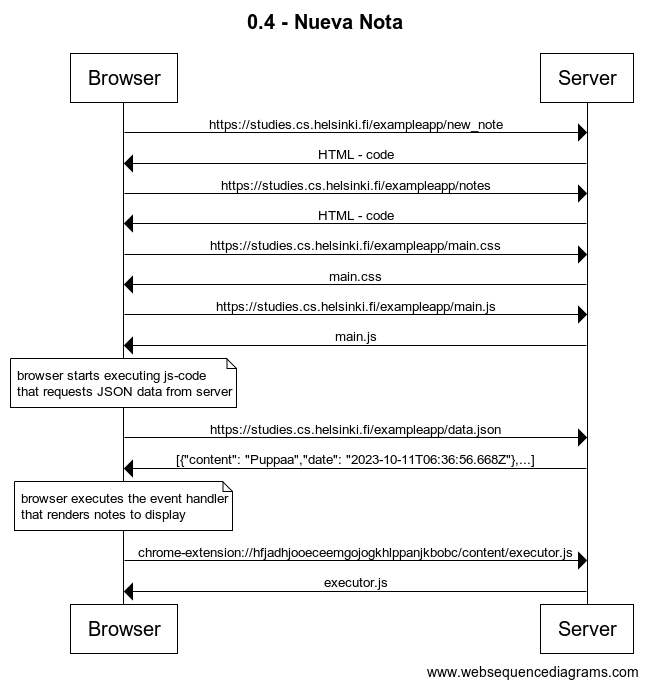 0.4 - Nueva Nota
Browser
Server
https://studies.cs.helsinki.fi/exampleapp/new_note
HTML - code
https://studies.cs.helsinki.fi/exampleapp/notes
HTML - code
https://studies.cs.helsinki.fi/exampleapp/main.css
main.css
https://studies.cs.helsinki.fi/exampleapp/main.js
main.js
browser starts executing js-code
that requests JSON data from server
https://studies.cs.helsinki.fi/exampleapp/data.json
[{"content": "Puppaa","date": "2023-10-11T06:36:56.668Z"},...]
browser executes the event handler
that renders notes to display
chrome-extension://hfjadhjooeceemgojogkhlppanjkbobc/content/executor.js
executor.js
Browser
Server
www.websequencediagrams.com